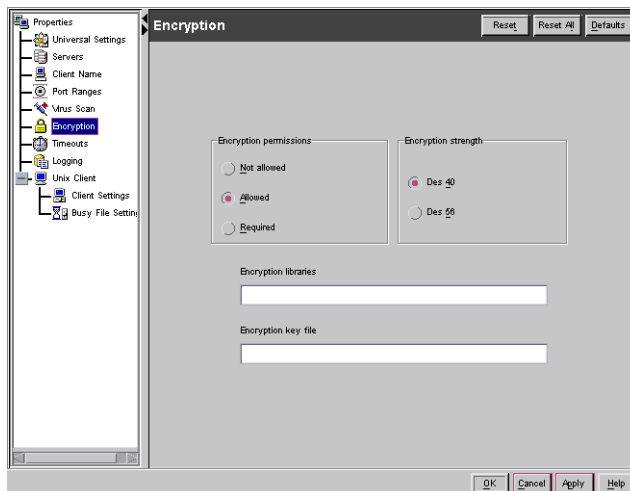 Properties
Universal Settings
Servers
Client Name
Port Ranges
Virus Scan
Encryption
Timeouts
Logging
Unix Client
Client Settings
Busy File Setting
Encryption
Reset
Reset All
Defaults
Encryption permissions
Not allowed
Allowed
Required
Encryption strength
Des 40
Des 56
Encryption libraries
Encryption key file
OK
Cancel
Apply
Help